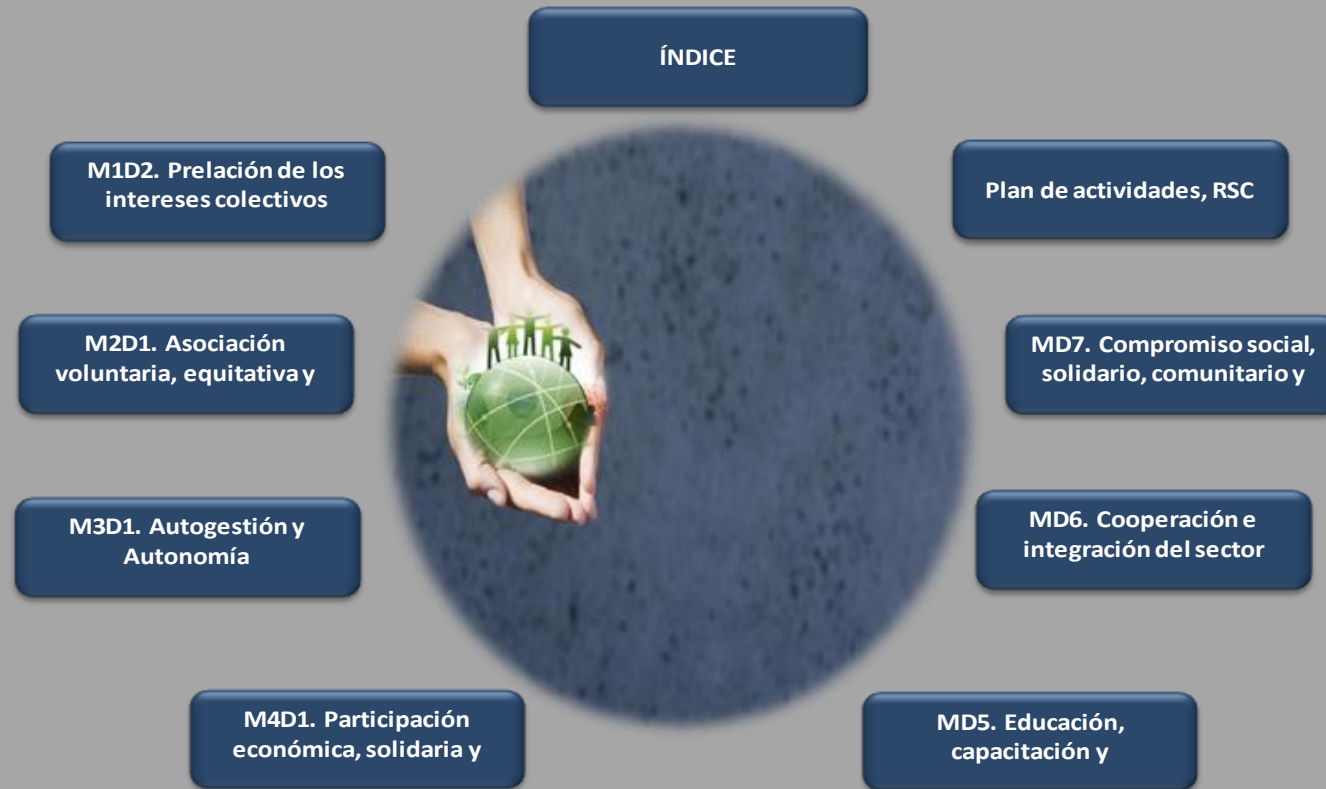 ÍNDICE
M1D2. Prelación de los
intereses colectivos
Plan de actividades, RSC
M2D1. Asociación
voluntaria, equitativa y
MD7. Compromiso social,
solidario, comunitario y
M3D1. Autogestión y
Autonomía
MD6. Cooperación e
integración del sector
M4D1. Participación
económica, solidaria y
MD5. Educación,
capacitación y